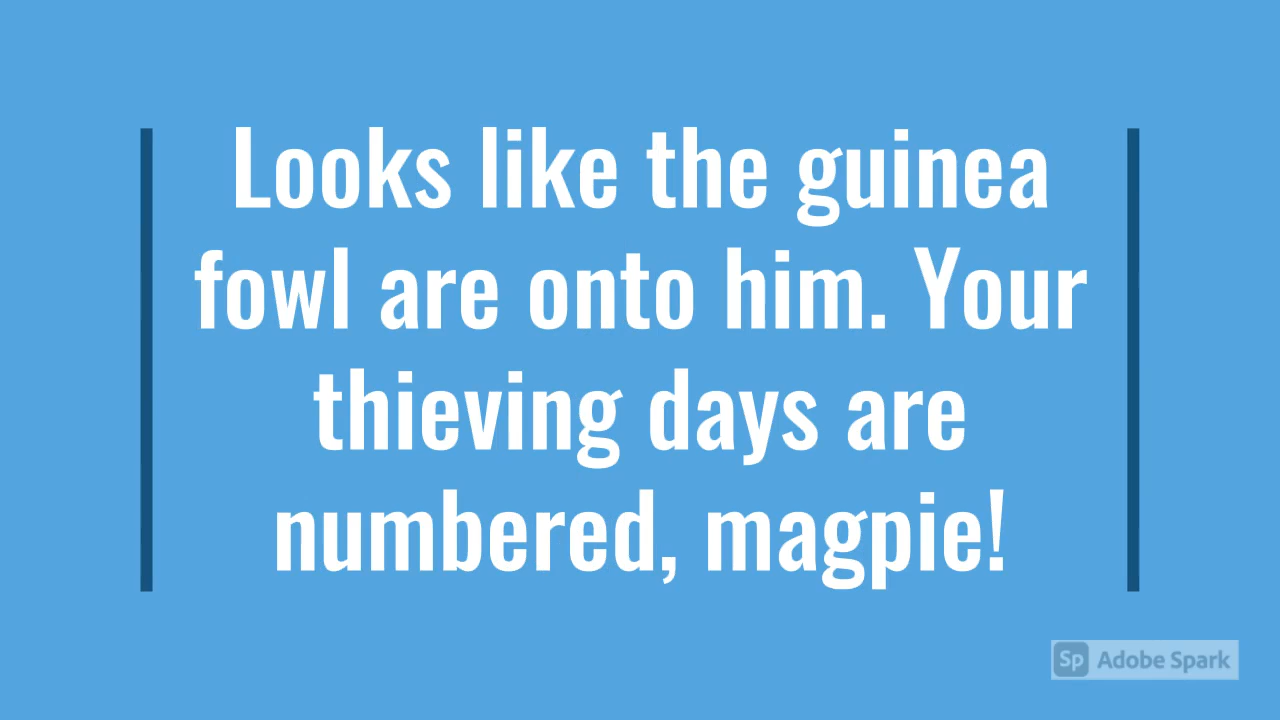 Looks like the guinea
fowl are onto him. Your
thieving days are
numbered, magpie!
Sp Adobe Spark